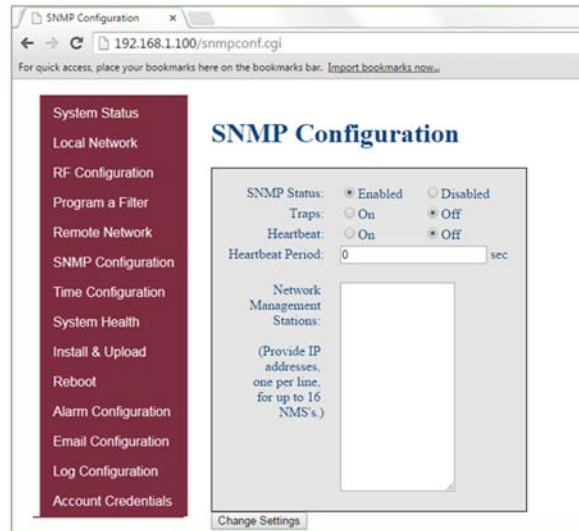 SNMP Configuration
192.168.1.100/snmpconf.cgi
For quick access, place your bookmarks here on the bookmarks bar. Import bookmarks now...
System Status
Local Network
RF Configuration
Program a Filter
Remote Network
SNMP Configuration
Time Configuration
System Health
Install & Upload
Reboot
Alarm Configuration
Email Configuration
Log Configuration
Account Credentials
SNMP Configuration
SNMP Status: Enabled Disabled
Traps: On Off
Heartbeat: On Off
Heartbeat Period: 0 sec
Network
Management
Stations:
(Provide IP
addresses,
one per line,
for up to 16
NMS's.)
Change Settings